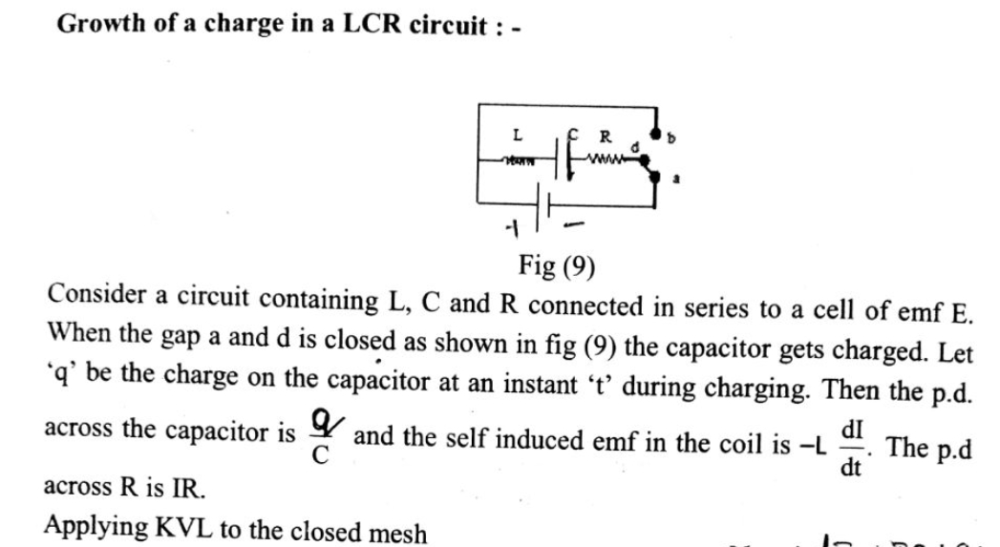 Growth of a charge in a LCR circuit : -
L C R d b
a
+ −
Fig (9)
Consider a circuit containing L, C and R connected in series to a cell of emf E.
When the gap a and d is closed as shown in fig (9) the capacitor gets charged. Let
‘q’ be the charge on the capacitor at an instant ‘t’ during charging. Then the p.d.
across the capacitor is q/C and the self induced emf in the coil is –L dI/dt. The p.d
across R is IR.
Applying KVL to the closed mesh